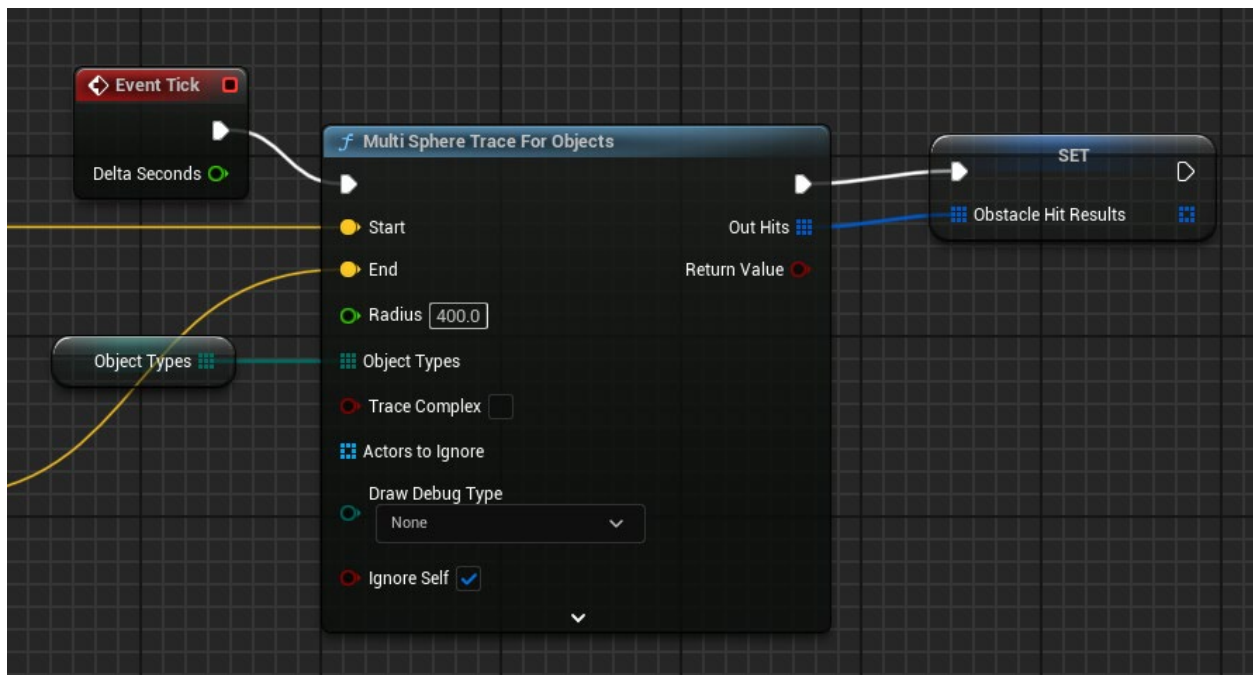 Event Tick
Delta Seconds
Multi Sphere Trace For Objects
Start
Out Hits
End
Return Value
Radius 400.0
Object Types
Object Types
Trace Complex
Actors to Ignore
Draw Debug Type
None
Ignore Self
SET
Obstacle Hit Results